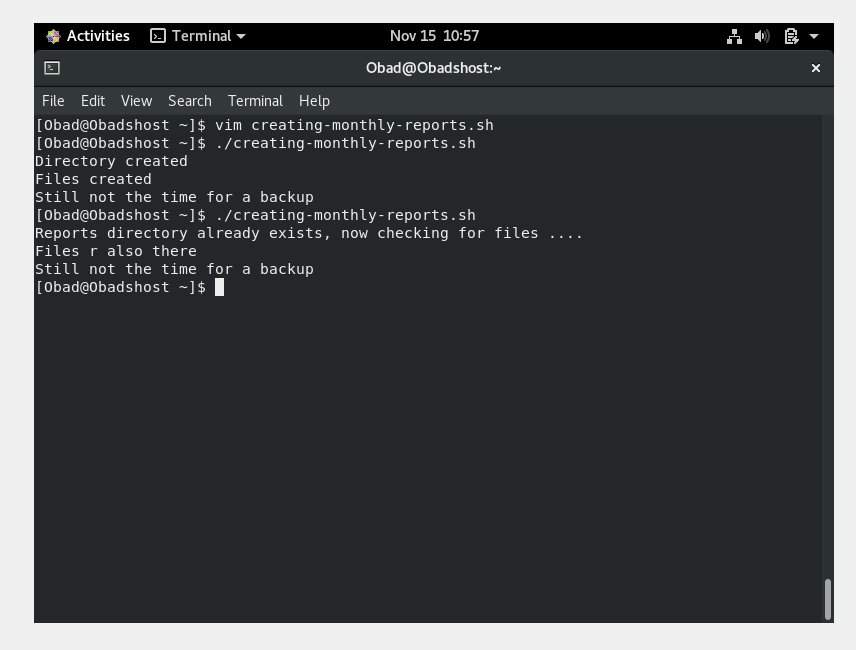 Activities Terminal Nov 15 10:57
Obad@Obadshost:~
File Edit View Search Terminal Help
[Obad@Obadshost ~]$ vim creating-monthly-reports.sh
[Obad@Obadshost ~]$ ./creating-monthly-reports.sh
Directory created
Files created
Still not the time for a backup
[Obad@Obadshost ~]$ ./creating-monthly-reports.sh
Reports directory already exists, now checking for files ....
Files r also there
Still not the time for a backup
[Obad@Obadshost ~]$